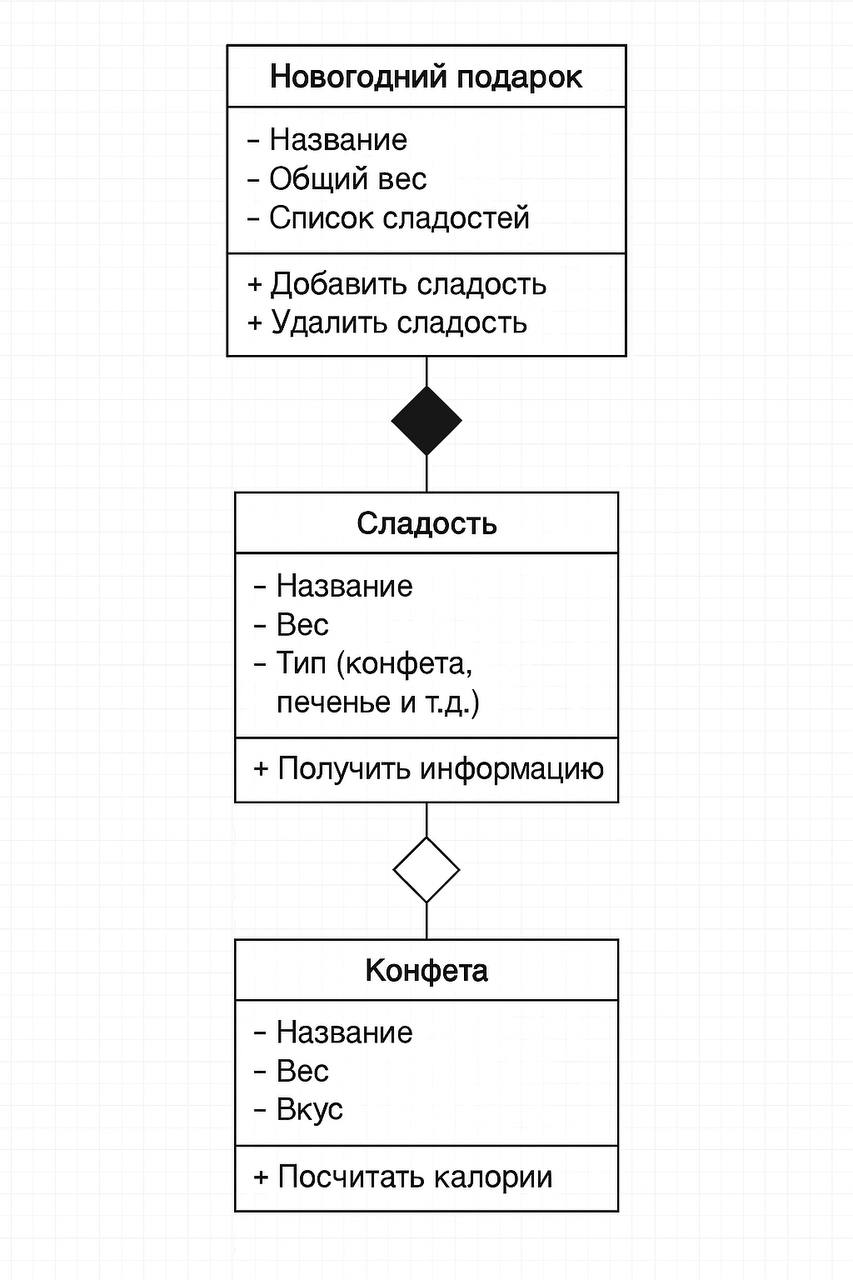 Новогодний подарок
– Название
– Общий вес
– Список сладостей
+ Добавить сладость
+ Удалить сладость
Сладость
– Название
– Вес
– Тип (конфета,
печенье и т.д.)
+ Получить информацию
Конфета
– Название
– Вес
– Вкус
+ Посчитать калории